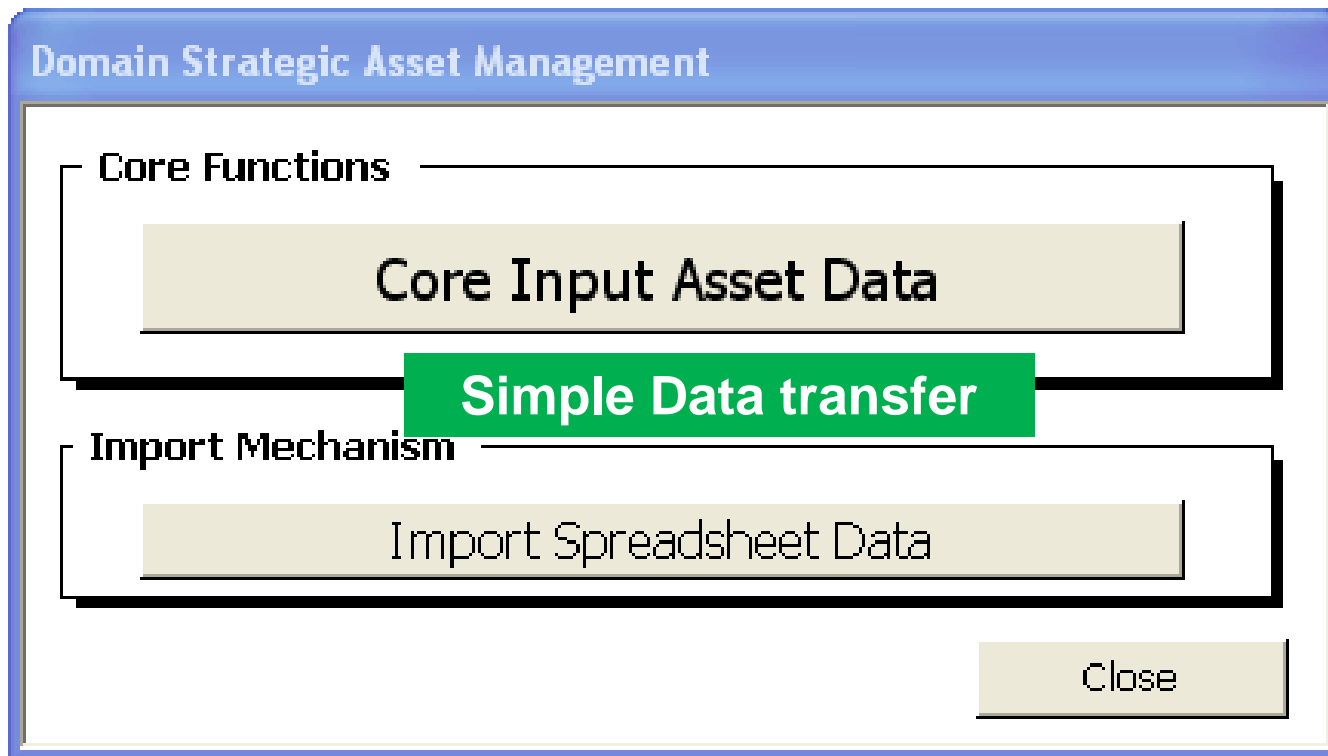 Domain Strategic Asset Management
Core Functions
Core Input Asset Data
Simple Data transfer
Import Mechanism
Import Spreadsheet Data
Close